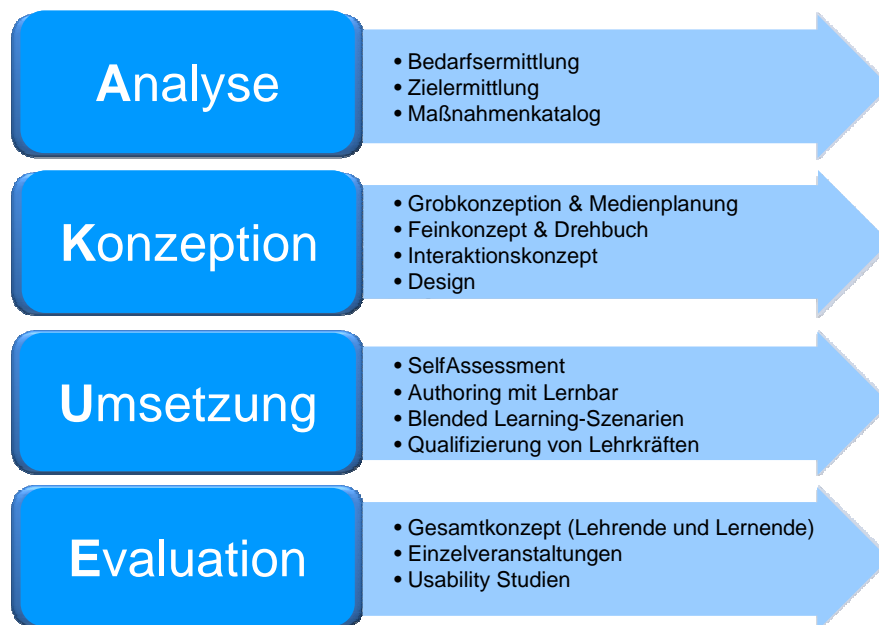 Analyse
• Bedarfsermittlung
• Zielermittlung
• Maßnahmenkatalog
Konzeption
• Grobkonzeption & Medienplanung
• Feinkonzept & Drehbuch
• Interaktionskonzept
• Design
Umsetzung
• SelfAssessment
• Authoring mit Lernbar
• Blended Learning-Szenarien
• Qualifizierung von Lehrkräften
Evaluation
• Gesamtkonzept (Lehrende und Lernende)
• Einzelveranstaltungen
• Usability Studien